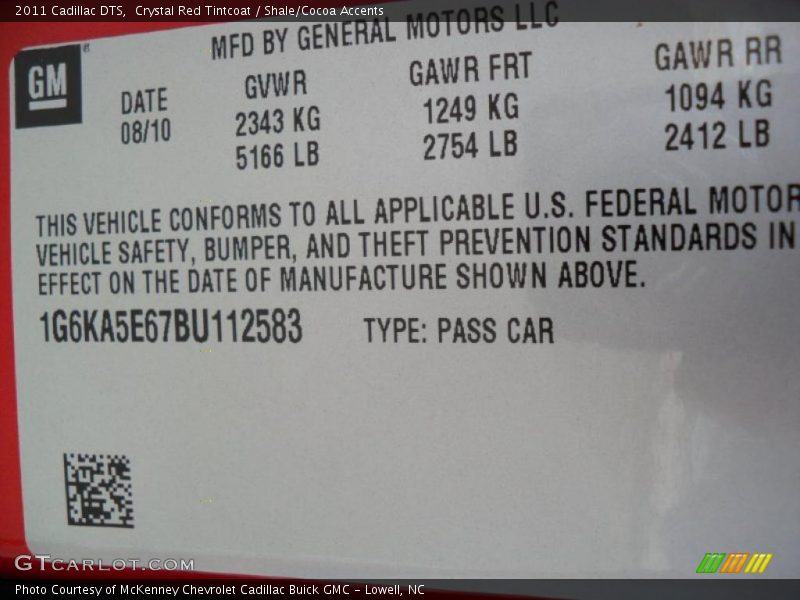 2011 Cadillac DTS, Crystal Red Tintcoat / Shale/Cocoa Accents
MFD BY GENERAL MOTORS LLC
GM ®
DATE GVWR GAWR FRT GAWR RR
08/10 2343 KG 1249 KG 1094 KG
5166 LB 2754 LB 2412 LB
THIS VEHICLE CONFORMS TO ALL APPLICABLE U.S. FEDERAL MOTOR
VEHICLE SAFETY, BUMPER, AND THEFT PREVENTION STANDARDS IN
EFFECT ON THE DATE OF MANUFACTURE SHOWN ABOVE.
1G6KA5E67BU112583 TYPE: PASS CAR
GTCARLOT.COM
Photo Courtesy of McKenney Chevrolet Cadillac Buick GMC - Lowell, NC